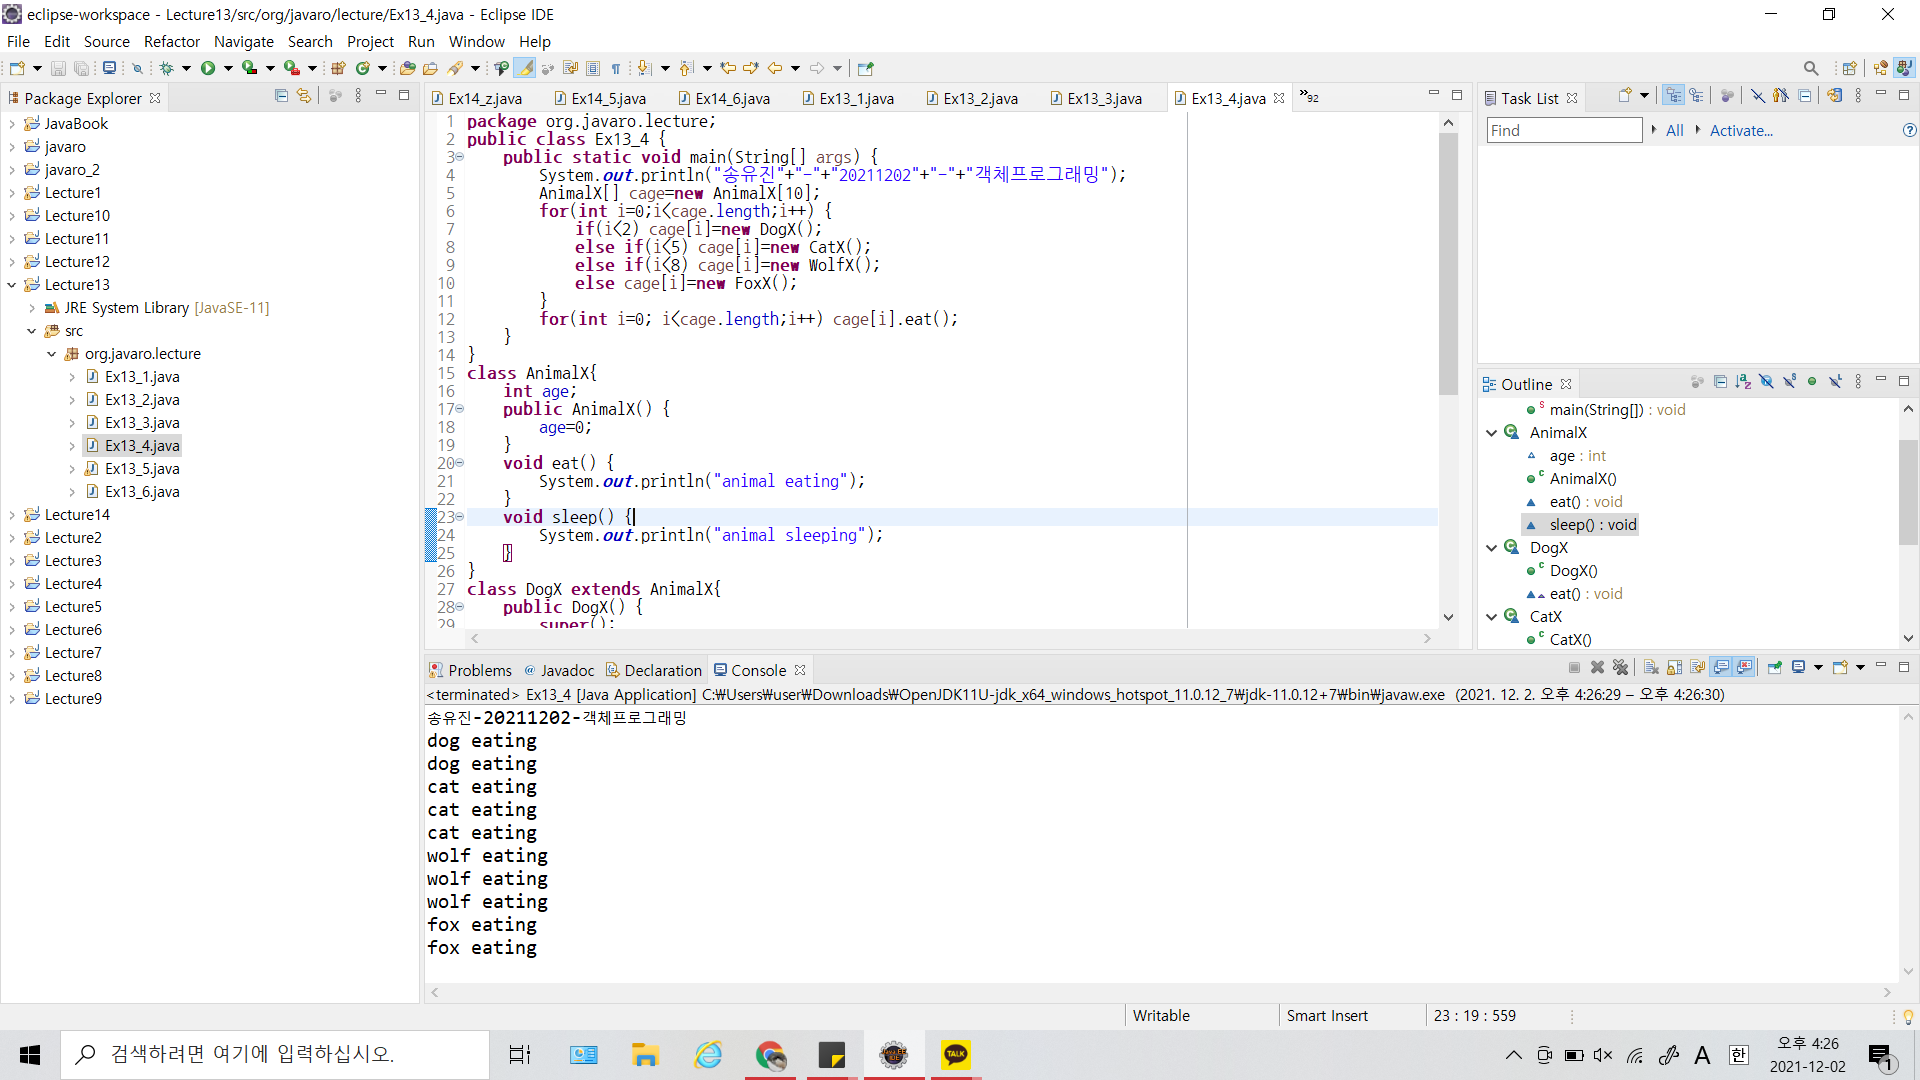 eclipse-workspace - Lecture13/src/org/javaro/lecture/Ex13_4.java - Eclipse IDE
File Edit Source Refactor Navigate Search Project Run Window Help
Package Explorer
JavaBook
javaro
javaro_2
Lecture1
Lecture10
Lecture11
Lecture12
Lecture13
JRE System Library [JavaSE-11]
src
org.javaro.lecture
Ex13_1.java
Ex13_2.java
Ex13_3.java
Ex13_4.java
Ex13_5.java
Ex13_6.java
Lecture14
Lecture2
Lecture3
Lecture4
Lecture5
Lecture6
Lecture7
Lecture8
Lecture9
Ex14_z.java Ex14_5.java Ex14_6.java Ex13_1.java Ex13_2.java Ex13_3.java Ex13_4.java »92
1 package org.javaro.lecture;
2 public class Ex13_4 {
3 public static void main(String[] args) {
4 System.out.println("송유진"+"-"+"20211202"+"-"+"객체프로그래밍");
5 AnimalX[] cage=new AnimalX[10];
6 for(int i=0;i<cage.length;i++) {
7 if(i<2) cage[i]=new DogX();
8 else if(i<5) cage[i]=new CatX();
9 else if(i<8) cage[i]=new WolfX();
10 else cage[i]=new FoxX();
11 }
12 for(int i=0; i<cage.length;i++) cage[i].eat();
13 }
14 }
15 class AnimalX{
16 int age;
17 public AnimalX() {
18 age=0;
19 }
20 void eat() {
21 System.out.println("animal eating");
22 }
23 void sleep() {
24 System.out.println("animal sleeping");
25 }
26 }
27 class DogX extends AnimalX{
28 public DogX() {
29 super();
Task List
Find All Activate...
Outline
main(String[]) : void
AnimalX
age : int
AnimalX()
eat() : void
sleep() : void
DogX
DogX()
eat() : void
CatX
CatX()
Problems @ Javadoc Declaration Console
<terminated> Ex13_4 [Java Application] C:₩Users₩user₩Downloads₩OpenJDK11U-jdk_x64_windows_hotspot_11.0.12_7₩jdk-11.0.12+7₩bin₩javaw.exe (2021. 12. 2. 오후 4:26:29 – 오후 4:26:30)
송유진-20211202-객체프로그래밍
dog eating
dog eating
cat eating
cat eating
cat eating
wolf eating
wolf eating
wolf eating
fox eating
fox eating
Writable Smart Insert 23 : 19 : 559
검색하려면 여기에 입력하십시오.
TALK
A 한
오후 4:26
2021-12-02
1